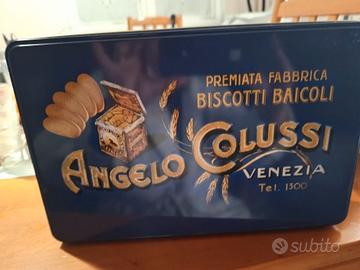 PREMIATA FABBRICA
BISCOTTI BAICOLI
ANGELO COLUSSI
VENEZIA
Tel. 1300
subito